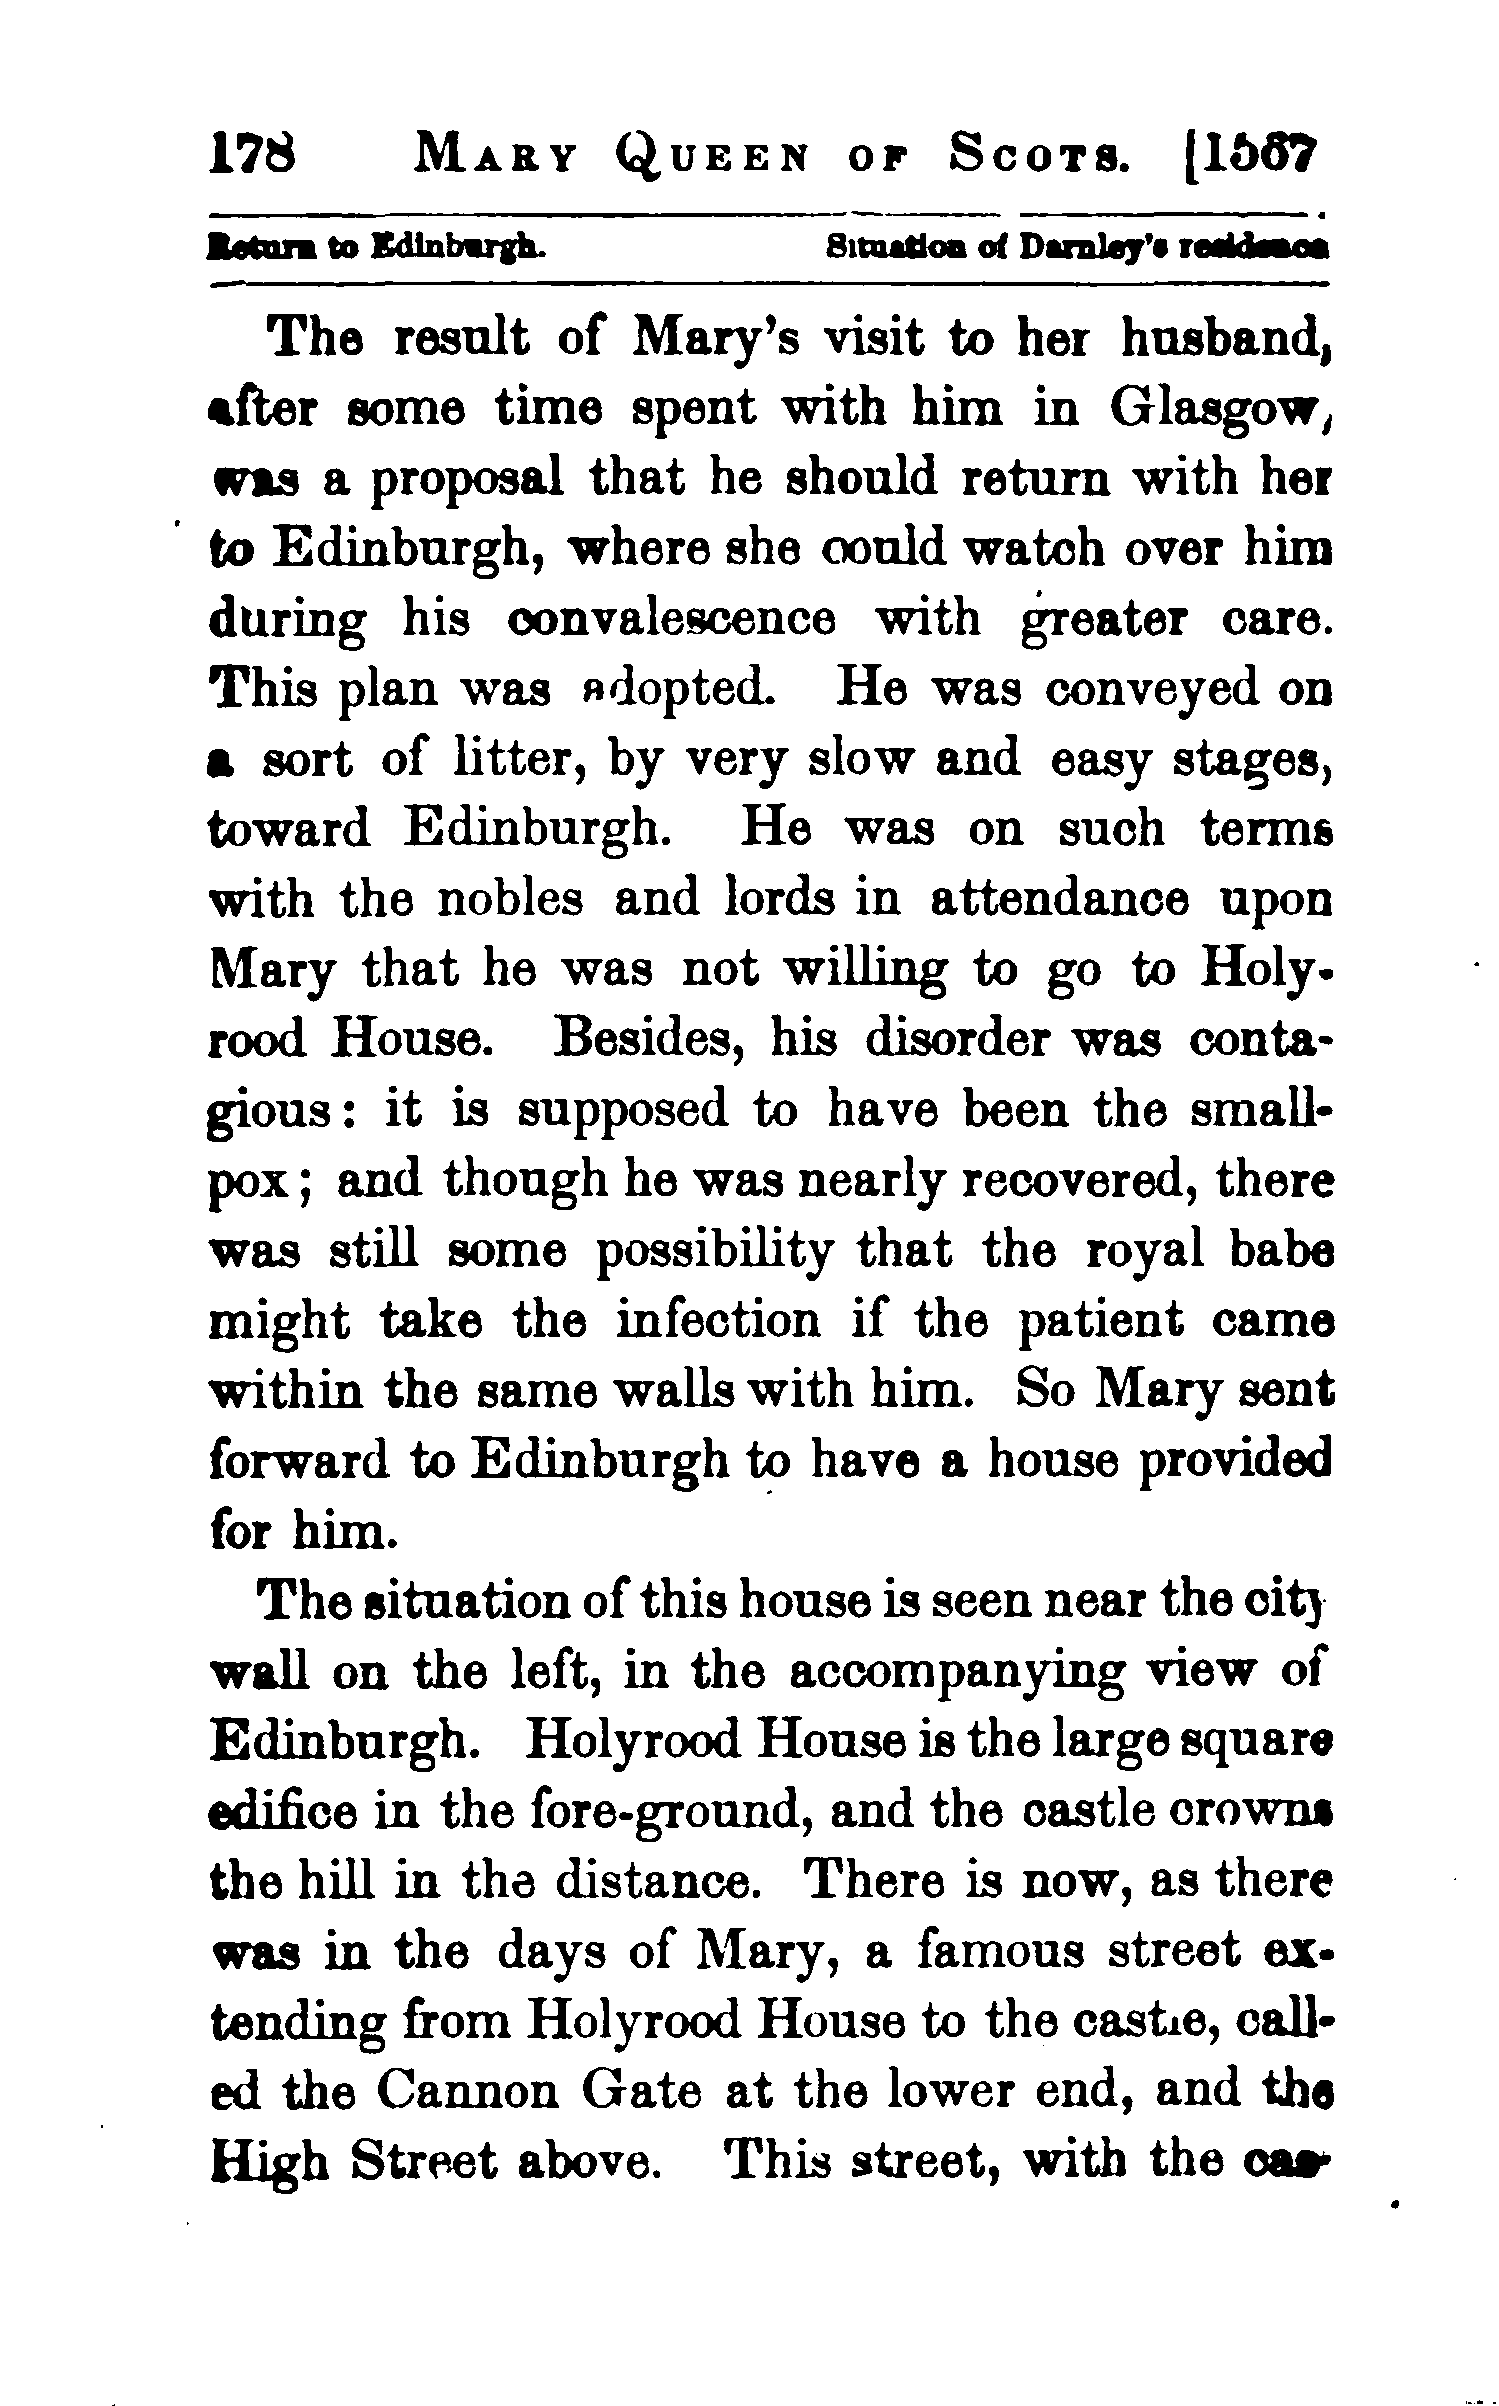 178 MARY QUEEN OF SCOTS. [1567
Return to Edinburgh. Situation of Darnley's residence
The result of Mary's visit to her husband,
after some time spent with him in Glasgow,
was a proposal that he should return with her
to Edinburgh, where she could watch over him
during his convalescence with greater care.
This plan was adopted. He was conveyed on
a sort of litter, by very slow and easy stages,
toward Edinburgh. He was on such terms
with the nobles and lords in attendance upon
Mary that he was not willing to go to Holy-
rood House. Besides, his disorder was conta-
gious: it is supposed to have been the small-
pox; and though he was nearly recovered, there
was still some possibility that the royal babe
might take the infection if the patient came
within the same walls with him. So Mary sent
forward to Edinburgh to have a house provided
for him.
The situation of this house is seen near the city
wall on the left, in the accompanying view of
Edinburgh. Holyrood House is the large square
edifice in the fore-ground, and the castle crowns
the hill in the distance. There is now, as there
was in the days of Mary, a famous street ex-
tending from Holyrood House to the castle, call-
ed the Cannon Gate at the lower end, and the
High Street above. This street, with the cas-